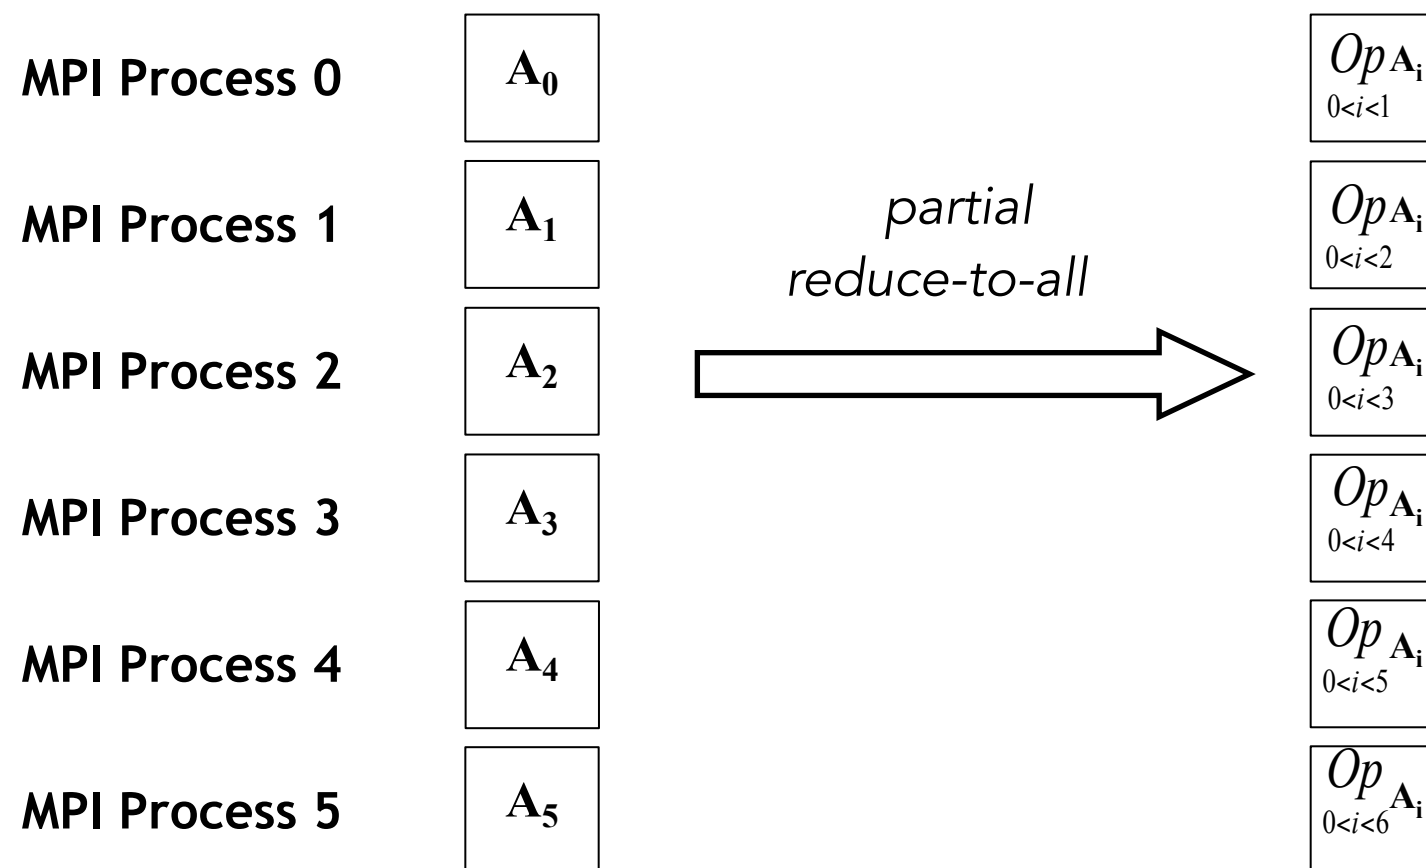 MPI Process 0 A₀ Op Aᵢ
0<i<1
MPI Process 1 A₁ partial Op Aᵢ
reduce-to-all 0<i<2
MPI Process 2 A₂ Op Aᵢ
0<i<3
MPI Process 3 A₃ Op Aᵢ
0<i<4
MPI Process 4 A₄ Op Aᵢ
0<i<5
MPI Process 5 A₅ Op Aᵢ
0<i<6